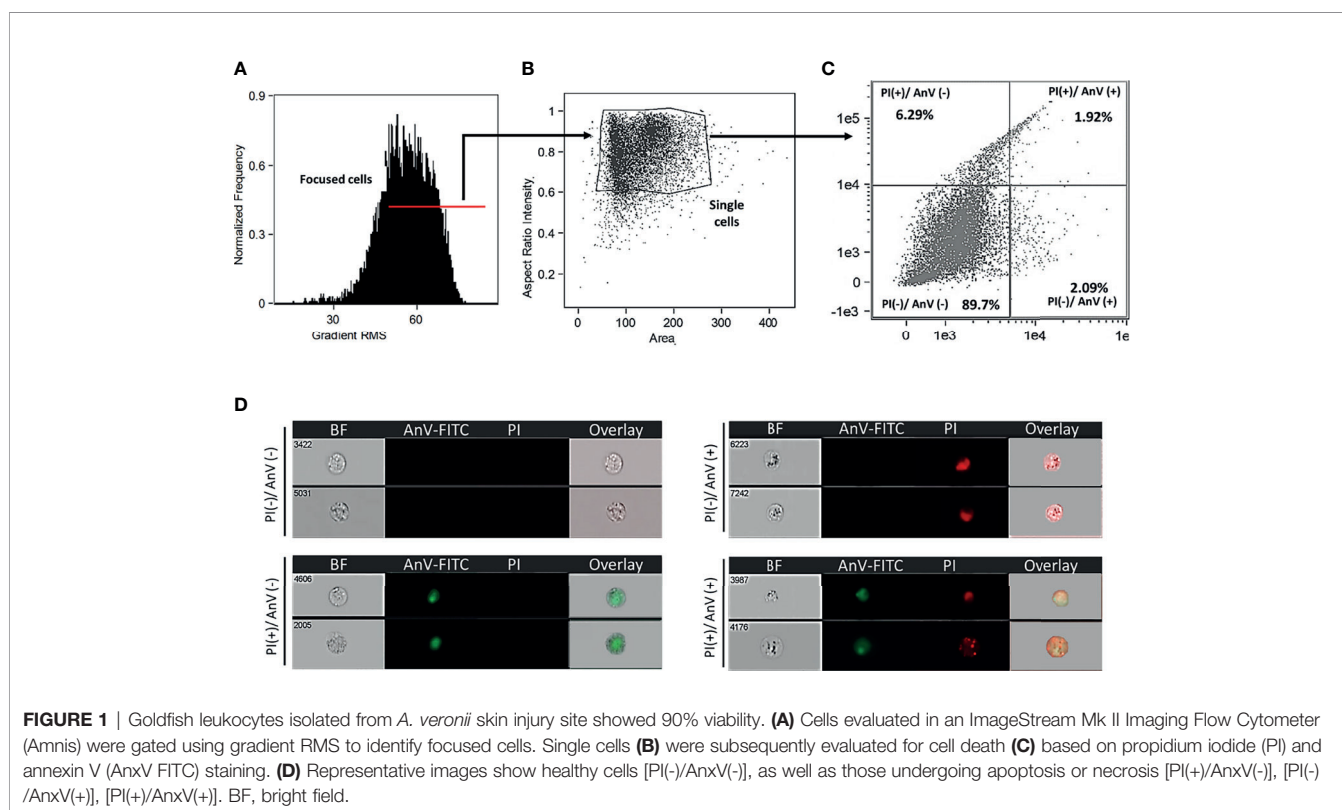 A
B
C
0.9
0.6
0.3
0
Normalized Frequency
Focused cells
30
60
Gradient RMS
1
0.8
0.6
0.4
0.2
Aspect Ratio Intensity
Single
cells
0
100
200
300
400
Area
PI(+)/ AnV (-)
6.29%
PI(+)/ AnV (+)
1.92%
1e5
1e4
1e3
0
-1e3
PI(-)/ AnV (-)
89.7%
2.09%
PI(-)/ AnV (+)
0
1e3
1e4
1e
D
BF AnV-FITC PI Overlay
PI(-)/ AnV (-)
3422
5031
BF AnV-FITC PI Overlay
PI(-)/ AnV (+)
6223
7242
BF AnV-FITC PI Overlay
PI(+)/ AnV (-)
4606
2005
BF AnV-FITC PI Overlay
PI(+)/ AnV (+)
3987
4176
FIGURE 1 | Goldfish leukocytes isolated from A. veronii skin injury site showed 90% viability. (A) Cells evaluated in an ImageStream Mk II Imaging Flow Cytometer
(Amnis) were gated using gradient RMS to identify focused cells. Single cells (B) were subsequently evaluated for cell death (C) based on propidium iodide (PI) and
annexin V (AnxV FITC) staining. (D) Representative images show healthy cells [PI(-)/AnxV(-)], as well as those undergoing apoptosis or necrosis [PI(+)/AnxV(-)], [PI(-)
/AnxV(+)], [PI(+)/AnxV(+)]. BF, bright field.